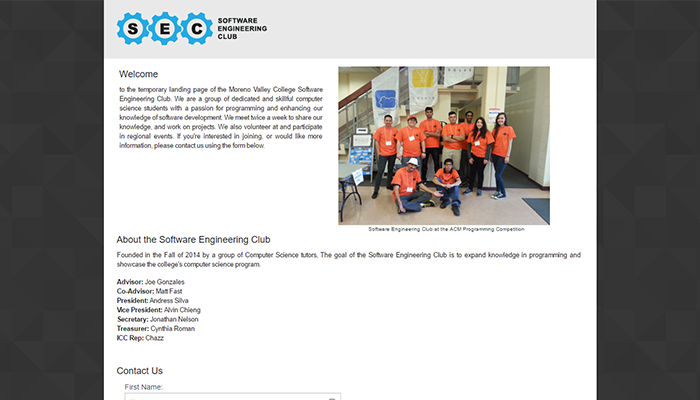 S E C
SOFTWARE
ENGINEERING
CLUB
Welcome
to the temporary landing page of the Moreno Valley College Software
Engineering Club. We are a group of dedicated and skillful computer
science students with a passion for programming and enhancing our
knowledge of software development. We meet twice a week to share our
knowledge, and work on projects. We also volunteer at and participate
in regional events. If you're interested in joining, or would like more
information, please contact us using the form below.
Software Engineering Club at the ACM Programming Competition
About the Software Engineering Club
Founded in the Fall of 2014 by a group of Computer Science tutors, The goal of the Software Engineering Club is to expand knowledge in programming and
showcase the college's computer science program.
Advisor: Joe Gonzales
Co-Advisor: Matt Fast
President: Andress Silva
Vice President: Alvin Chieng
Secretary: Jonathan Nelson
Treasurer: Cynthia Roman
ICC Rep: Chazz
Contact Us
First Name: